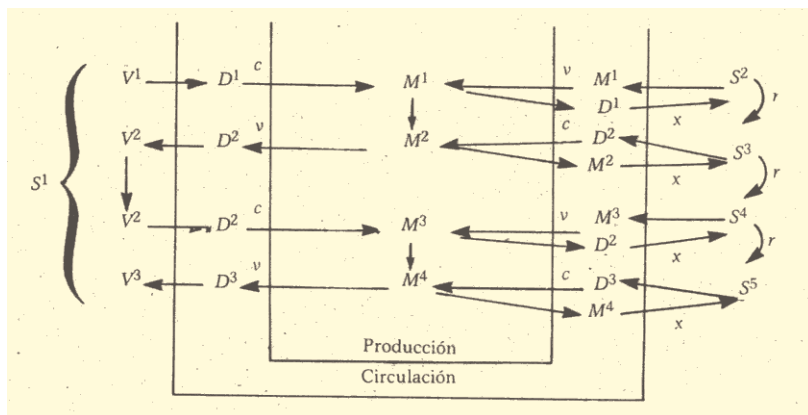 V¹ D¹ c M¹ v M¹ S²
D¹ x r
V² D² v M² c D² S³
M² x r
S¹
V² D² c M³ v M³ S⁴
D² x r
V³ D³ v M⁴ c D³ S⁵
M⁴ x
Producción
Circulación